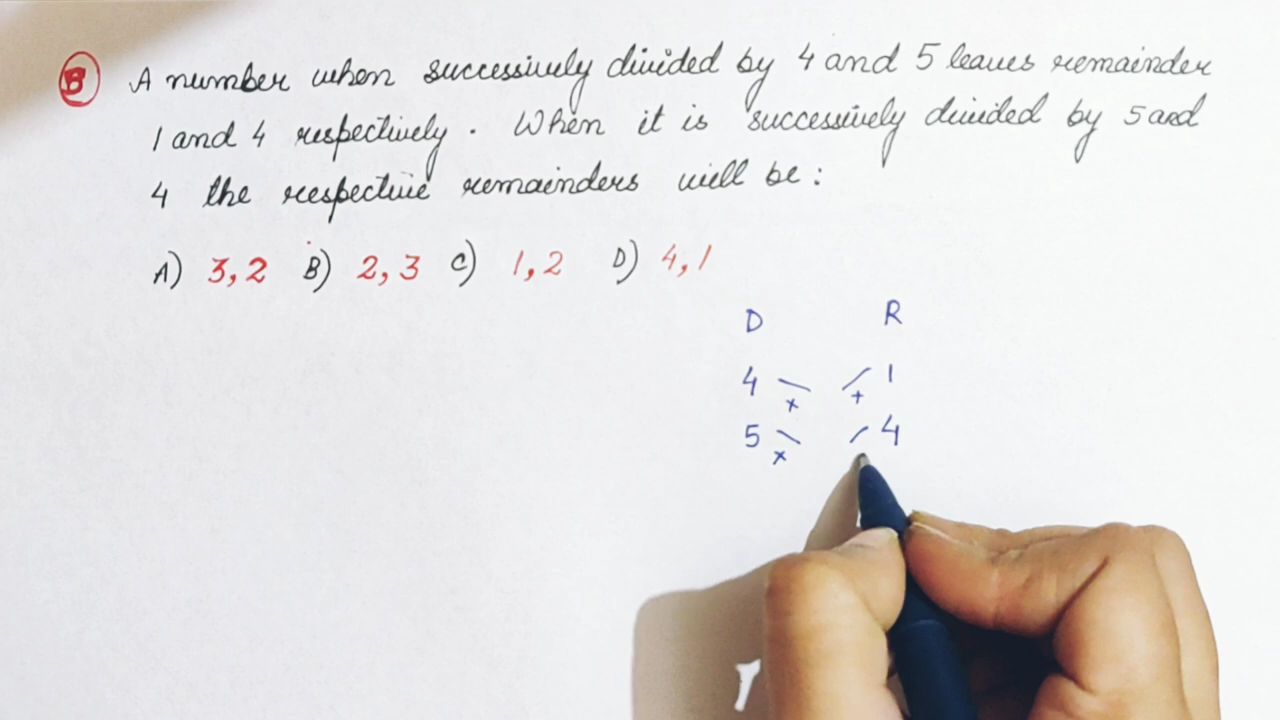 B A number when successively divided by 4 and 5 leaves remainder
1 and 4 respectively. When it is successively divided by 5 and
4 the respective remainders will be:
A) 3,2 B) 2,3 C) 1,2 D) 4,1
D R
4 x + 1
5 x 4